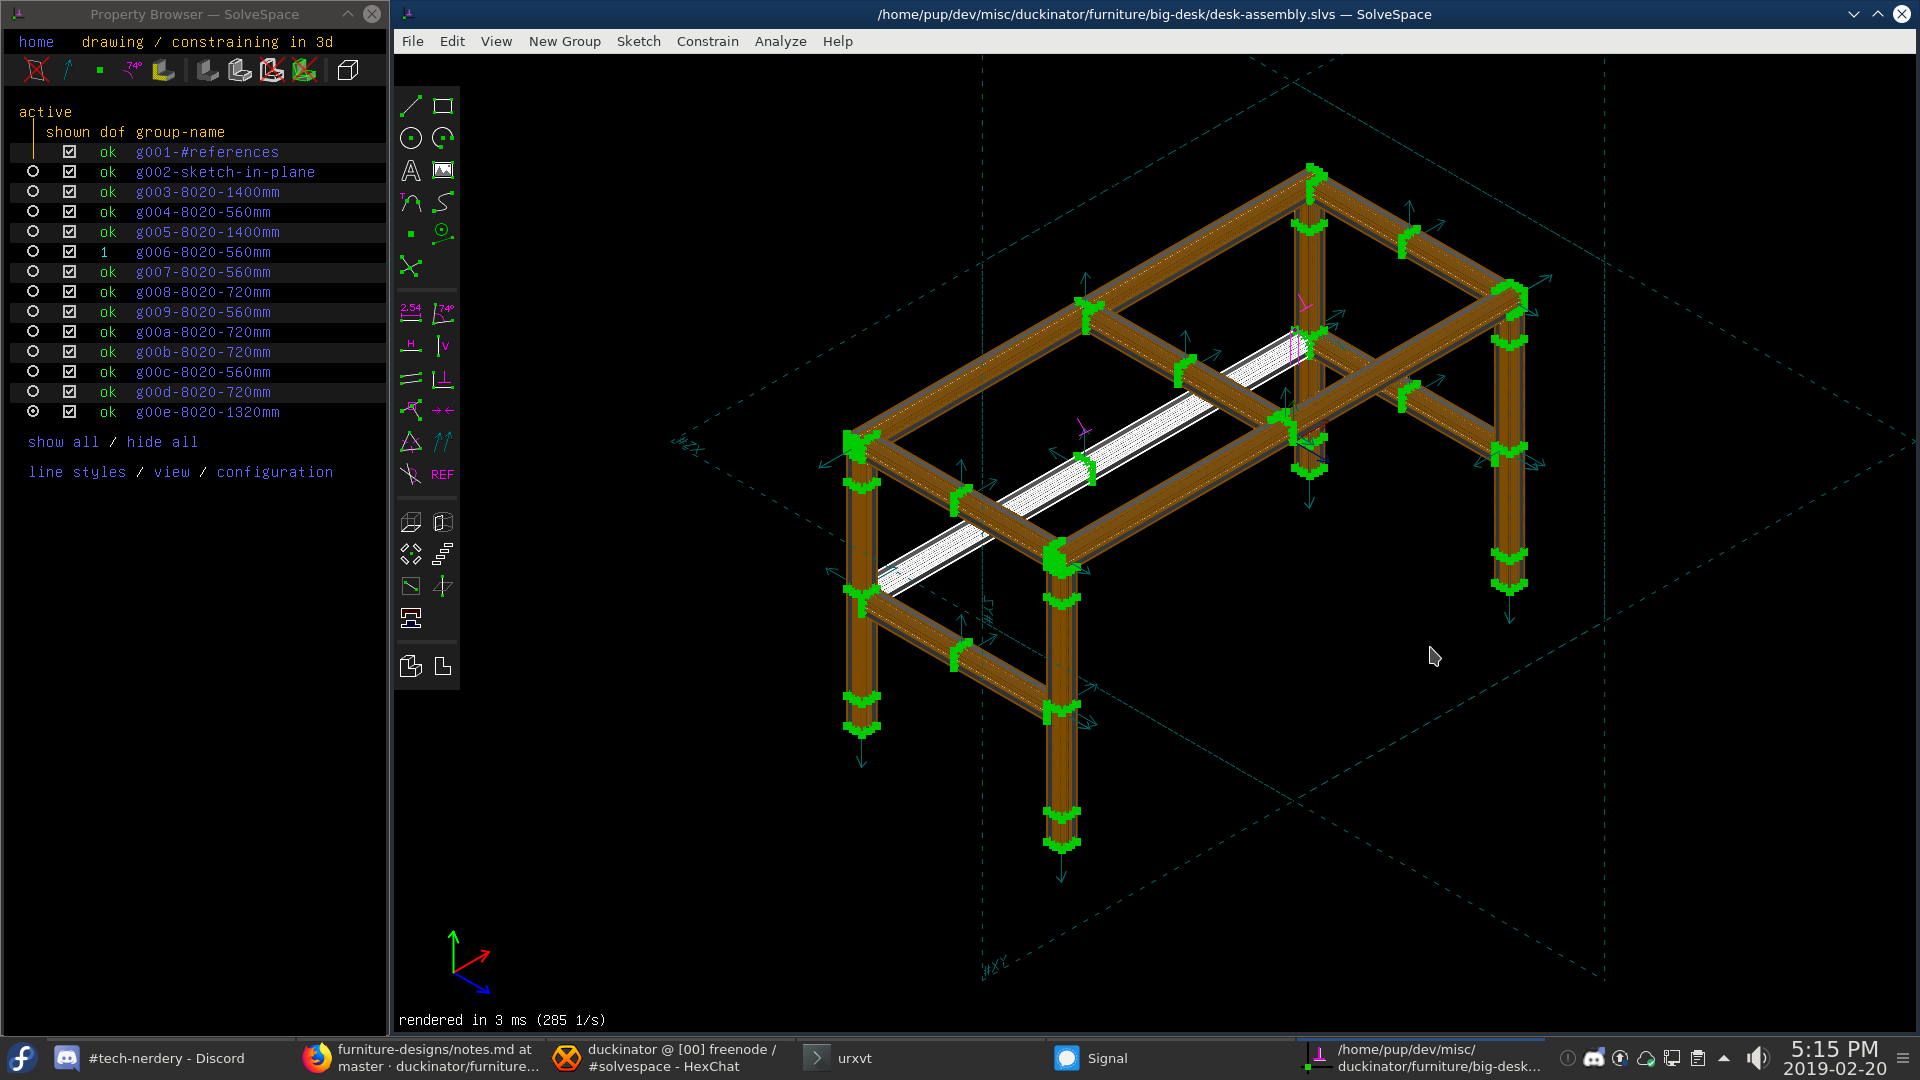 Property Browser — SolveSpace
home drawing / constraining in 3d
74°
active
shown dof group-name
ok g001-#references
ok g002-sketch-in-plane
ok g003-8020-1400mm
ok g004-8020-560mm
ok g005-8020-1400mm
1 g006-8020-560mm
ok g007-8020-560mm
ok g008-8020-720mm
ok g009-8020-560mm
ok g00a-8020-720mm
ok g00b-8020-720mm
ok g00c-8020-560mm
ok g00d-8020-720mm
ok g00e-8020-1320mm
show all / hide all
line styles / view / configuration
/home/pup/dev/misc/duckinator/furniture/big-desk/desk-assembly.slvs — SolveSpace
File Edit View New Group Sketch Constrain Analyze Help
A
T
2.54 74°
H V
REF
#XY
rendered in 3 ms (285 1/s)
#tech-nerdery - Discord
furniture-designs/notes.md at
master · duckinator/furniture...
duckinator @ [00] freenode /
#solvespace - HexChat
urxvt
Signal
/home/pup/dev/misc/
duckinator/furniture/big-desk...
5:15 PM
2019-02-20